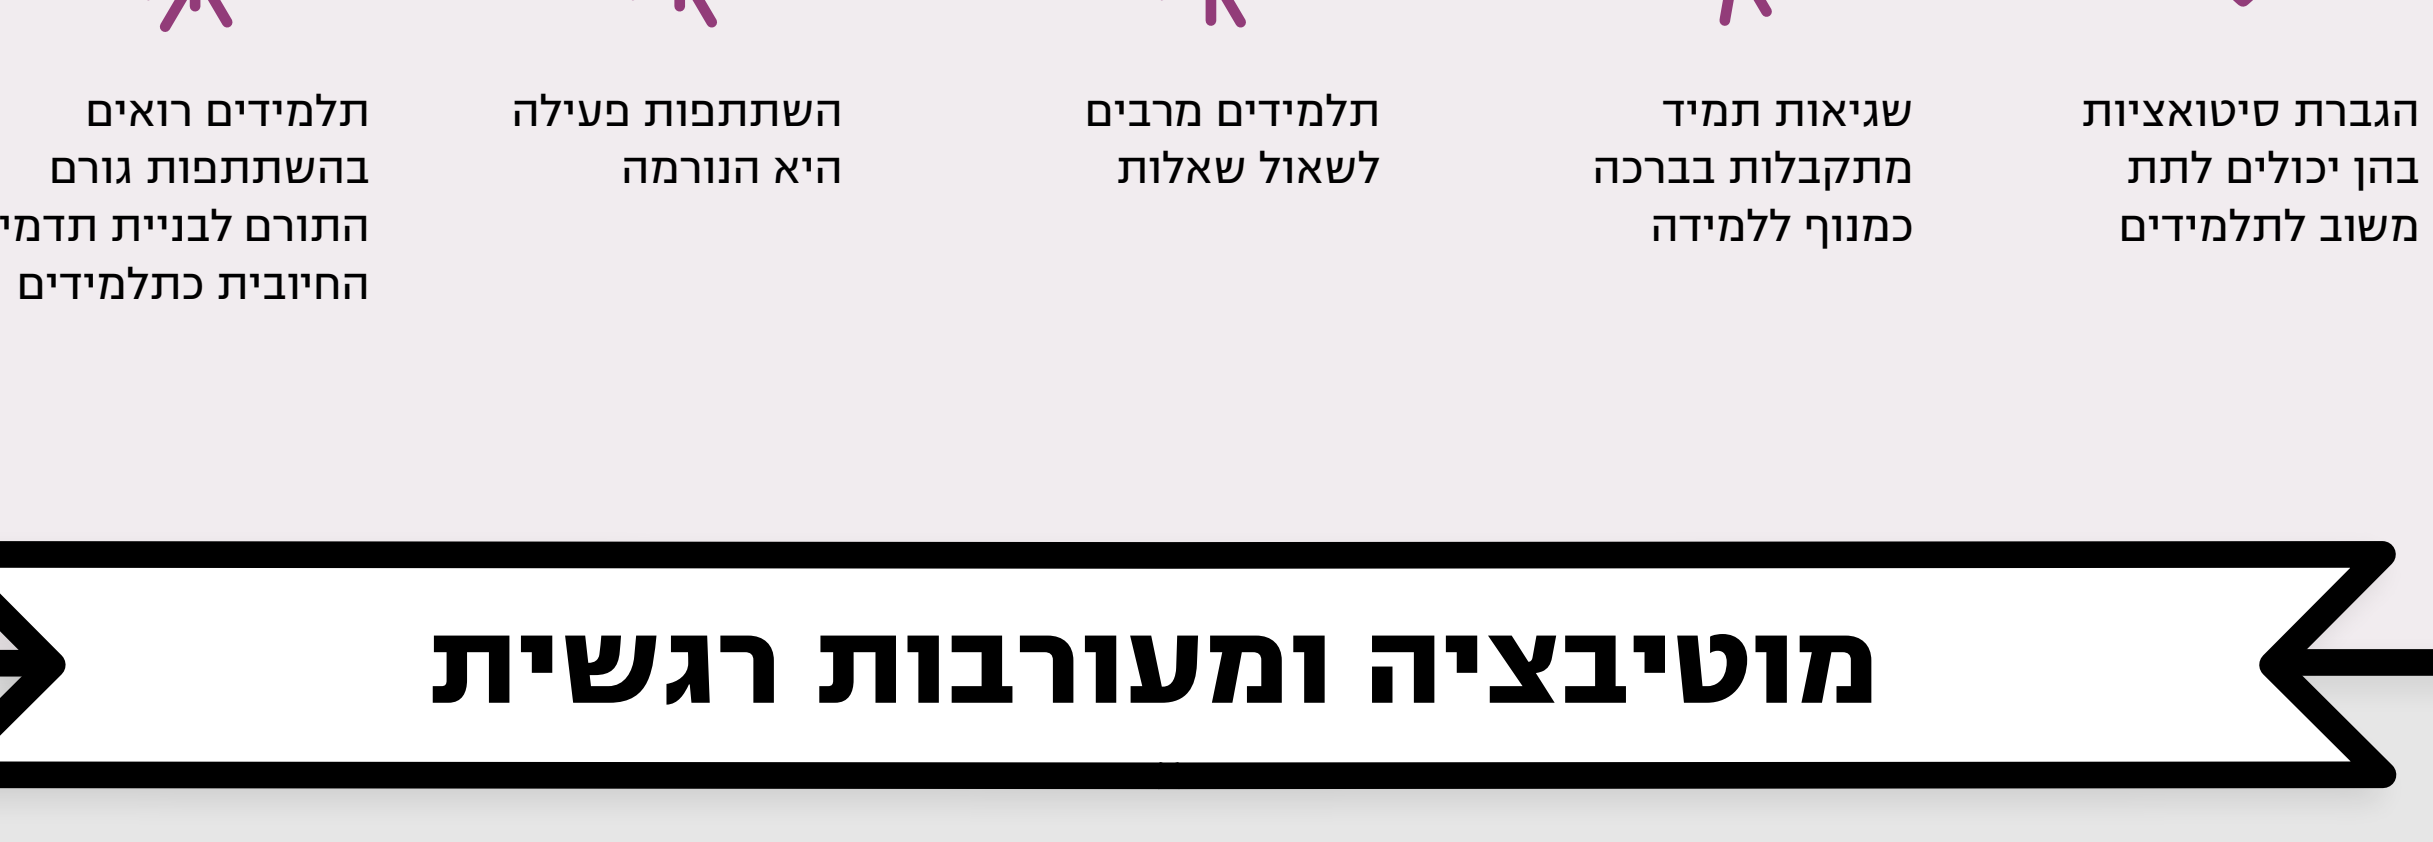 הגברת סיטואציות
בהן יכולים לתת
משוב לתלמידים
שגיאות תמיד
מתקבלות בברכה
כמנוף ללמידה
תלמידים מרבים
לשאול שאלות
השתתפות פעילה
היא הנורמה
תלמידים רואים
בהשתתפות גורם
התורם לבניית תדמי
החיובית כתלמידים
מוטיבציה ומעורבות רגשית